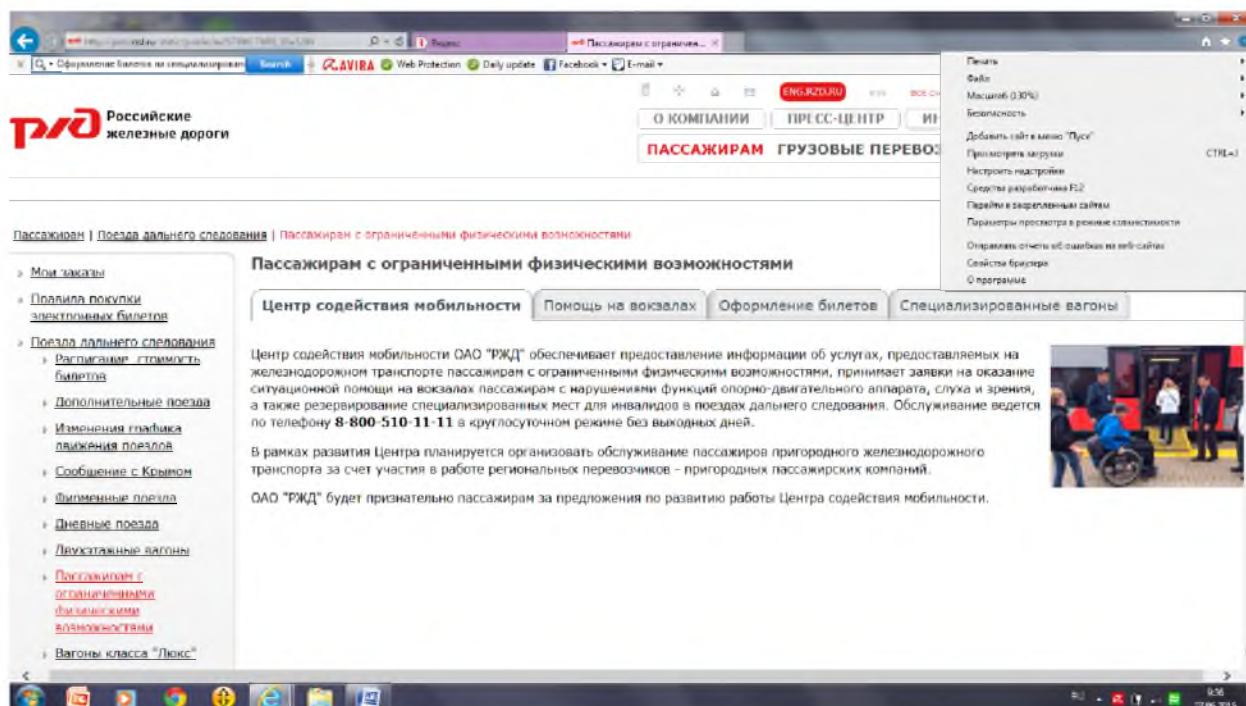 Яндекс
Пассажирам с ограничен...
Оформление билетов на специализирован
Search
AVIRA
Web Protection
Daily update
Facebook
E-mail
Печать
Файл
Масштаб (130%)
Безопасность
Добавить сайт в меню "Пуск"
Просмотреть загрузки CTRL+J
Настроить надстройки
Средства разработчика F12
Перейти к закрепленным сайтам
Параметры просмотра в режиме совместимости
Отправлять отчеты об ошибках на веб-сайтах
Свойства браузера
О программе
ржд
Российские
железные дороги
ENG.RZD.RU
О КОМПАНИИ
ПРЕСС-ЦЕНТР
ПАССАЖИРАМ ГРУЗОВЫЕ ПЕРЕВОЗ
Пассажирам | Поезда дальнего следования | Пассажирам с ограниченными физическими возможностями
Мои заказы
Правила покупки
электронных билетов
Поезда дальнего следования
Расписание, стоимость
билетов
Дополнительные поезда
Изменения графика
движения поездов
Сообщение с Крымом
Фирменные поезда
Дневные поезда
Двухэтажные вагоны
Пассажирам с
ограниченными
физическими
возможностями
Вагоны класса "Люкс"
Пассажирам с ограниченными физическими возможностями
Центр содействия мобильности
Помощь на вокзалах
Оформление билетов
Специализированные вагоны
Центр содействия мобильности ОАО "РЖД" обеспечивает предоставление информации об услугах, предоставляемых на
железнодорожном транспорте пассажирам с ограниченными физическими возможностями, принимает заявки на оказание
ситуационной помощи на вокзалах пассажирам с нарушениями функций опорно-двигательного аппарата, слуха и зрения,
а также резервирование специализированных мест для инвалидов в поездах дальнего следования. Обслуживание ведется
по телефону 8-800-510-11-11 в круглосуточном режиме без выходных дней.
В рамках развития Центра планируется организовать обслуживание пассажиров пригородного железнодорожного
транспорта за счет участия в работе региональных перевозчиков – пригородных пассажирских компаний.
ОАО "РЖД" будет признательно пассажирам за предложения по развитию работы Центра содействия мобильности.
9:36